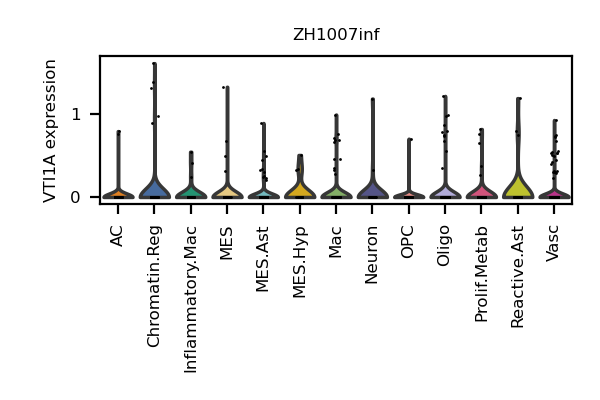 ZH1007inf
VTI1A expression
1
0
AC
Chromatin.Reg
Inflammatory.Mac
MES
MES.Ast
MES.Hyp
Mac
Neuron
OPC
Oligo
Prolif.Metab
Reactive.Ast
Vasc